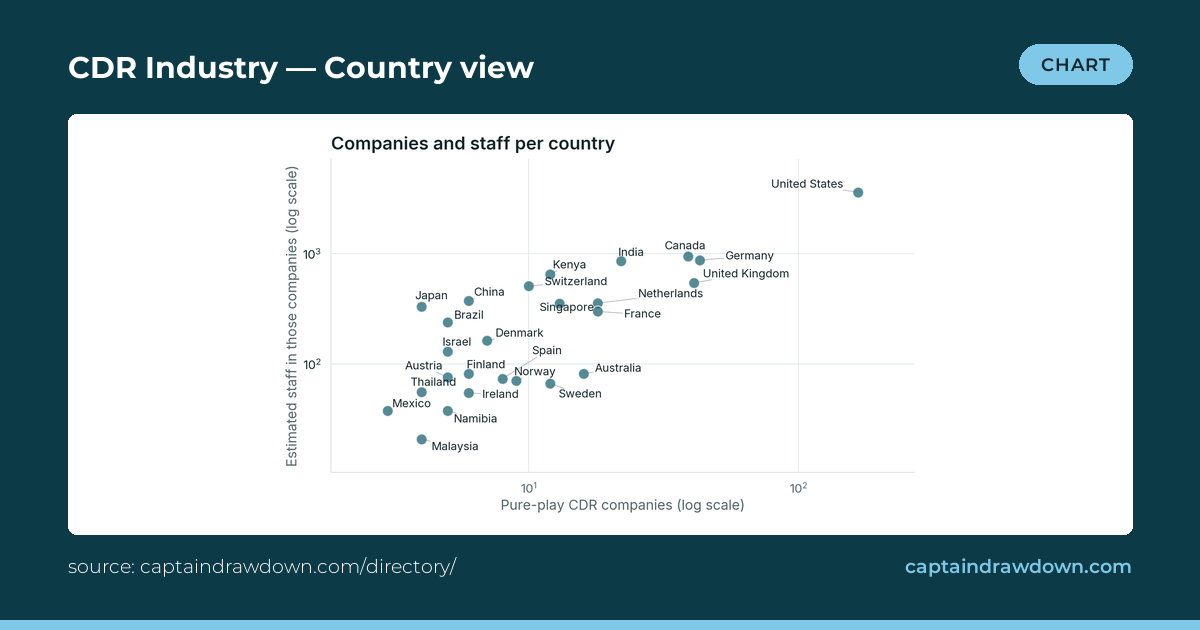 CDR Industry — Country view
CHART
Companies and staff per country
Estimated staff in those companies (log scale)
10³
10²
United States
India
Canada
Germany
Kenya
United Kingdom
Switzerland
Netherlands
China
Japan
Singapore
France
Brazil
Denmark
Israel
Spain
Austria
Finland
Australia
Norway
Thailand
Ireland
Sweden
Mexico
Namibia
Malaysia
10¹
10²
Pure-play CDR companies (log scale)
source: captaindrawdown.com/directory/
captaindrawdown.com